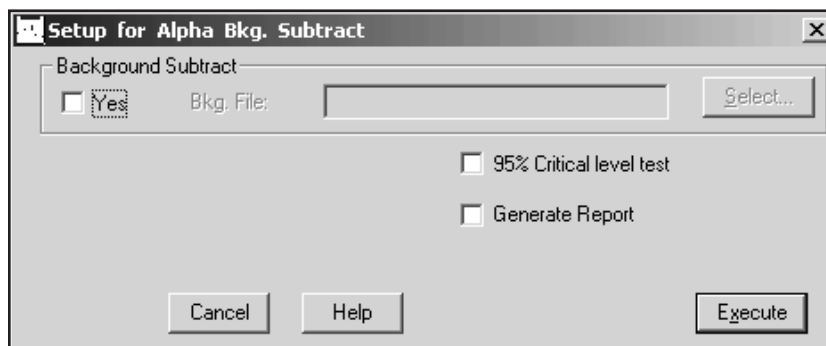 Setup for Alpha Bkg. Subtract
Background Subtract
Yes Bkg. File: Select...
95% Critical level test
Generate Report
Cancel Help Execute